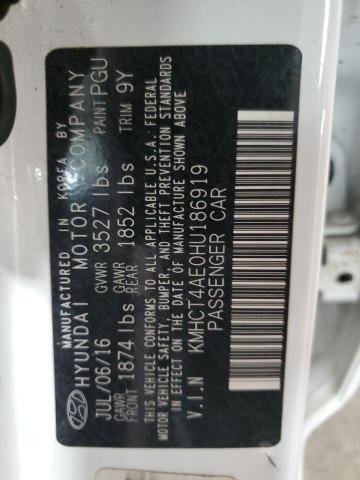 MANUFACTURED IN KOREA BY
HYUNDAI MOTOR COMPANY
JUL/06/16 GVWR 3527 lbs PAINT PGU
GAWR FRONT 1874 lbs GAWR REAR 1852 lbs TRIM 9Y
THIS VEHICLE CONFORMS TO ALL APPLICABLE U.S.A. FEDERAL
MOTOR VEHICLE SAFETY, BUMPER, AND THEFT PREVENTION STANDARDS
IN EFFECT ON THE DATE OF MANUFACTURE SHOWN ABOVE
V.I.N KMHCT4AE0HU186919
PASSENGER CAR